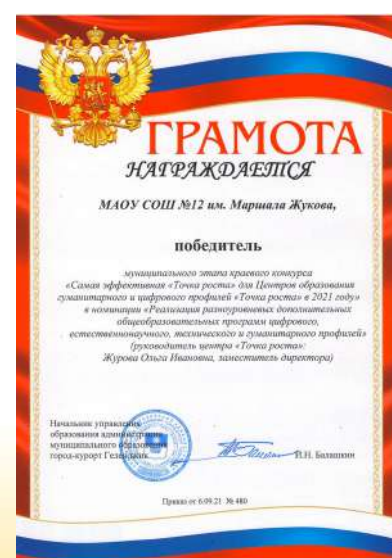 ГРАМОТА
НАГРАЖДАЕТСЯ
МАОУ СОШ №12 им. Маршала Жукова,
победитель
муниципального этапа краевого конкурса
«Самая эффективная «Точка роста» для Центров образования
гуманитарного и цифрового профилей «Точка роста» в 2021 году»
в номинации «Реализация разноуровневых дополнительных
общеобразовательных программ цифрового,
естественнонаучного, технического и гуманитарного профилей»
(руководитель центра «Точка роста»:
Журова Ольга Ивановна, заместитель директора)
Начальник управления
образования администрации
муниципального образования
город-курорт Геленджик
Н. Балашкин
Приказ от 6.09.21 № 480